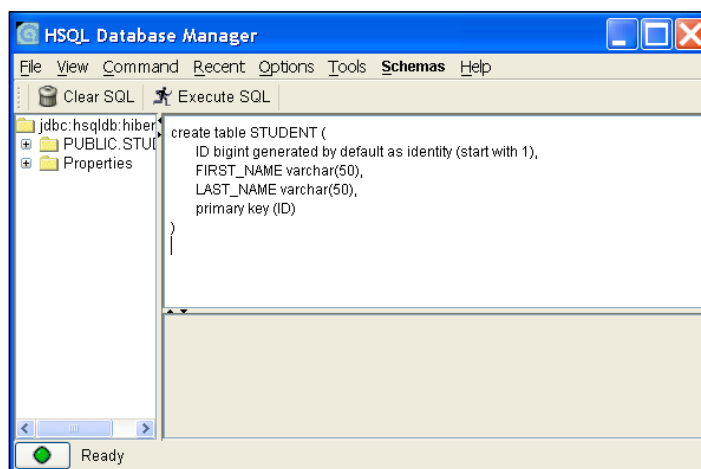 HSQL Database Manager
File View Command Recent Options Tools Schemas Help
Clear SQL Execute SQL
jdbc:hsqldb:hiber
PUBLIC.STUD
Properties
create table STUDENT (
ID bigint generated by default as identity (start with 1),
FIRST_NAME varchar(50),
LAST_NAME varchar(50),
primary key (ID)
)
Ready